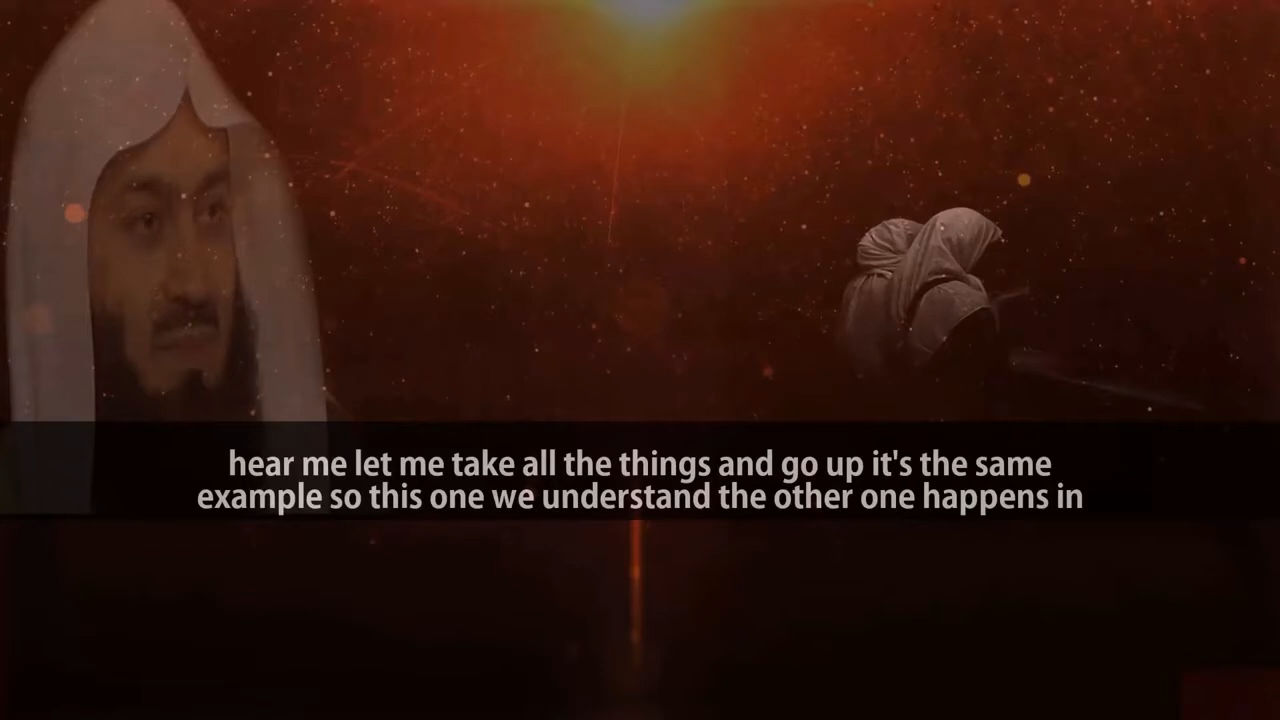 hear me let me take all the things and go up it's the same
example so this one we understand the other one happens in